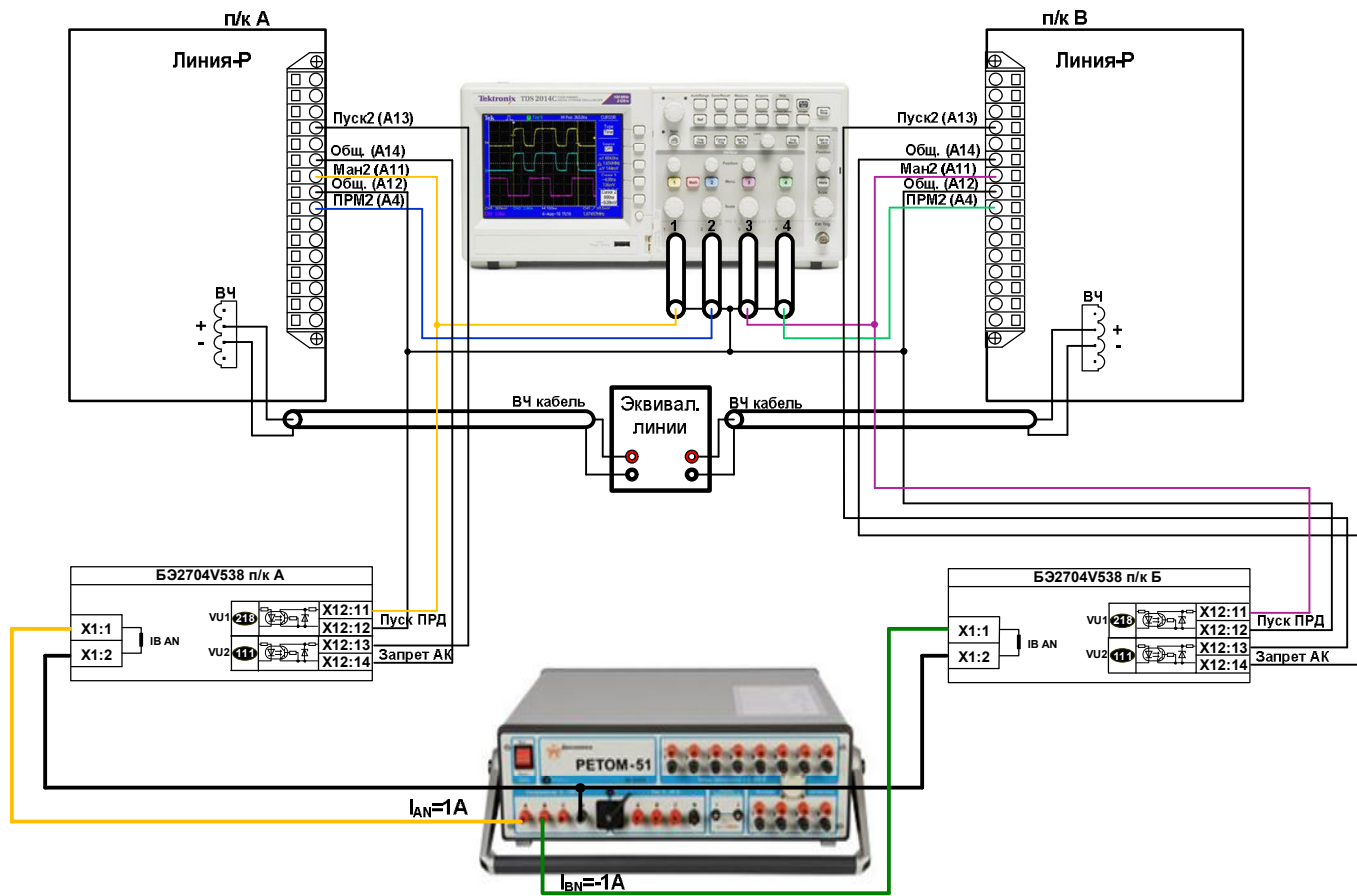 п/к А
Линия-Р
Пуск2 (А13)
Общ. (А14)
Ман2 (А11)
Общ. (А12)
ПРМ2 (А4)
ВЧ
+
-
Tektronix TDS 2014C
1 2 3 4
п/к В
Линия-Р
Пуск2 (А13)
Общ. (А14)
Ман2 (А11)
Общ. (А12)
ПРМ2 (А4)
ВЧ
+
-
ВЧ кабель
Эквивал.
линии
ВЧ кабель
БЭ2704V538 п/к А
X1:1
X1:2
IB AN
VU1 218
X12:11
X12:12
Пуск ПРД
VU2 111
X12:13
X12:14
Запрет АК
БЭ2704V538 п/к Б
X1:1
X1:2
IB AN
VU1 218
X12:11
X12:12
Пуск ПРД
VU2 111
X12:13
X12:14
Запрет АК
РЕТОМ-51
IAN=1A
IBN=-1A